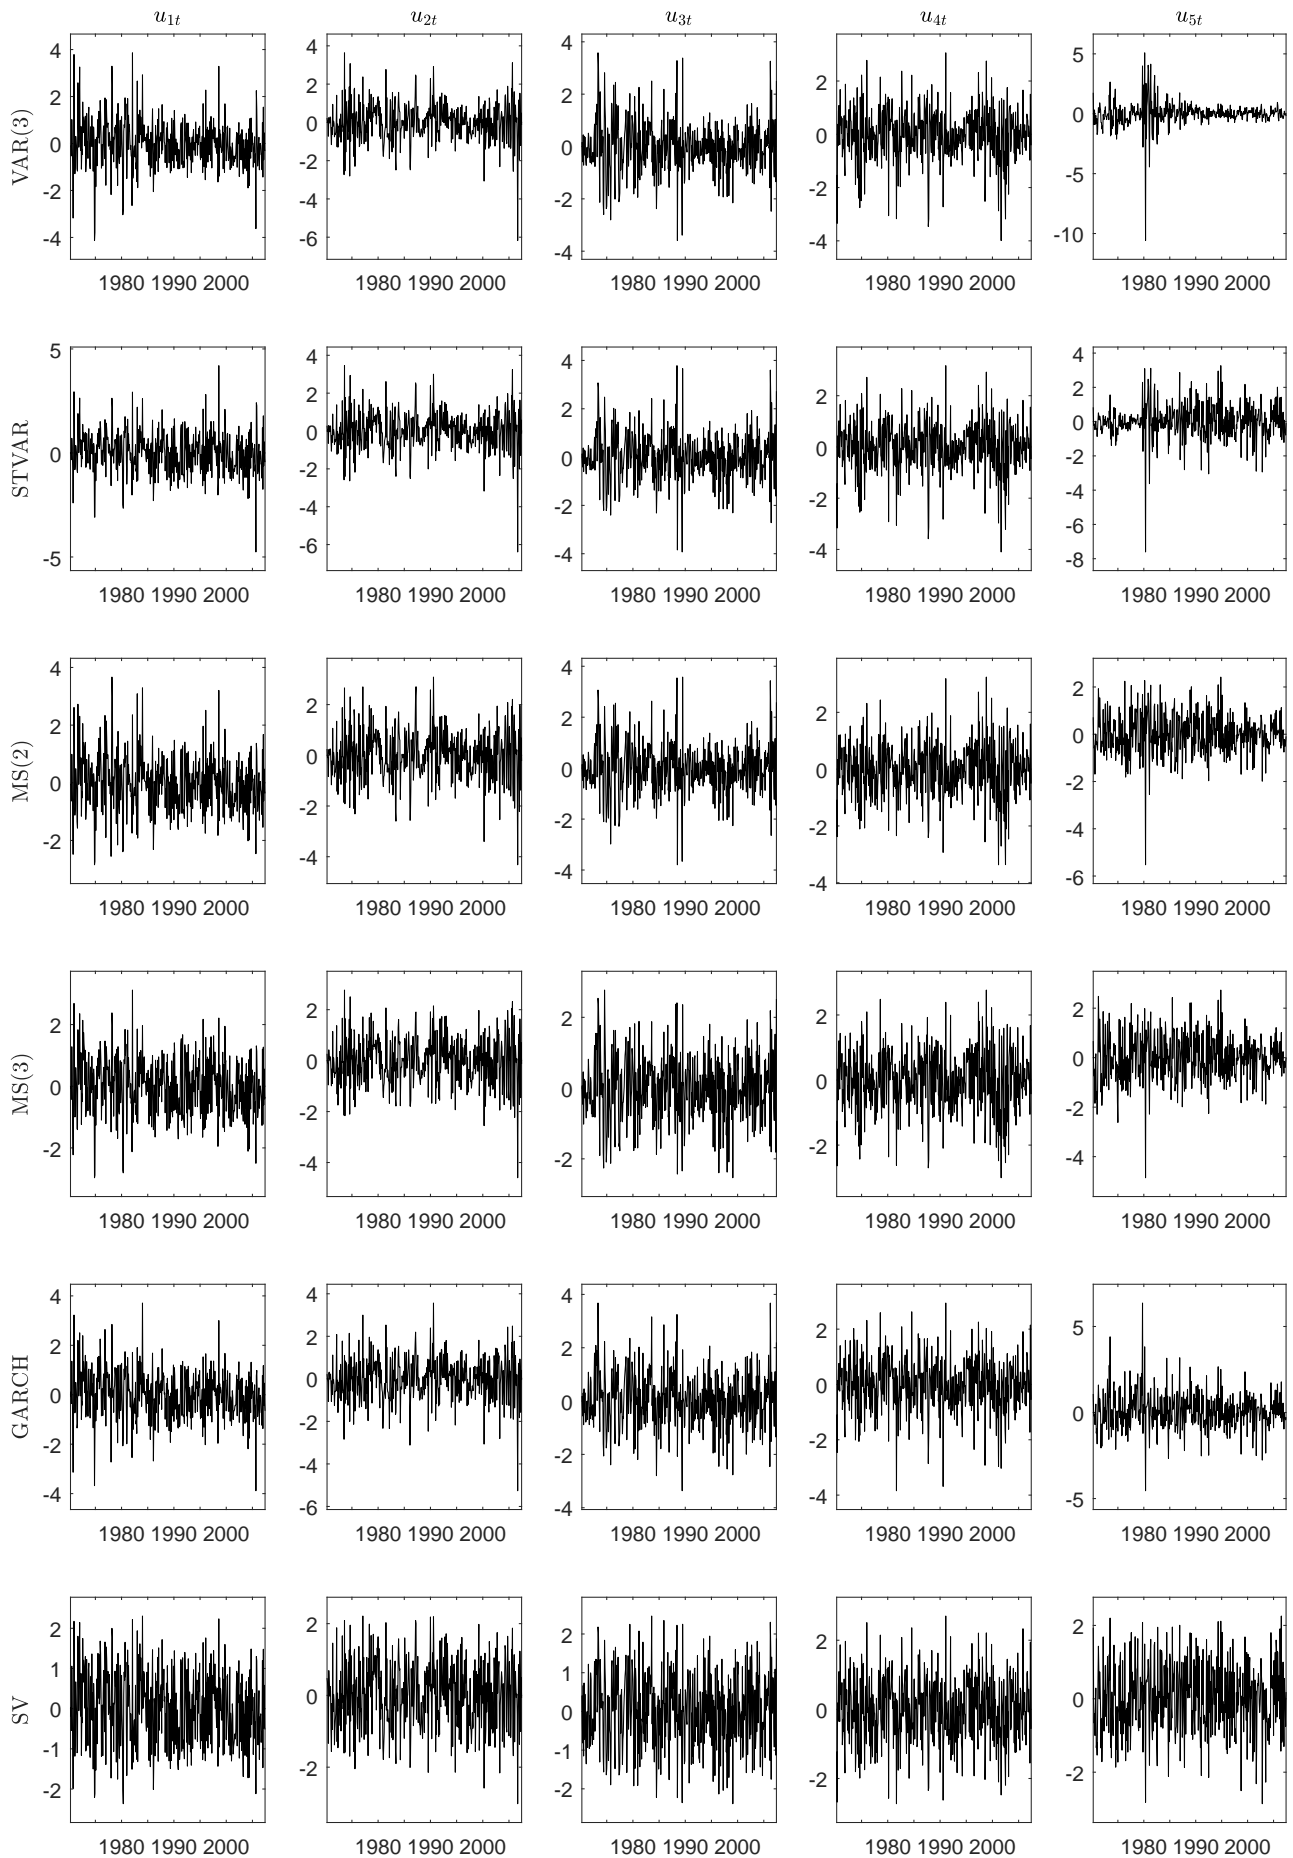 u1t u2t u3t u4t u5t
VAR(3)
4 2 0 -2 -4
4 2 0 -2 -4 -6
4 2 0 -2 -4
2 0 -2 -4
5 0 -5 -10
1980 1990 2000 1980 1990 2000 1980 1990 2000 1980 1990 2000 1980 1990 2000
STVAR
5 0 -5
4 2 0 -2 -4 -6
4 2 0 -2 -4
2 0 -2 -4
4 2 0 -2 -4 -6 -8
1980 1990 2000 1980 1990 2000 1980 1990 2000 1980 1990 2000 1980 1990 2000
MS(2)
4 2 0 -2
2 0 -2 -4
4 2 0 -2 -4
2 0 -2 -4
2 0 -2 -4 -6
1980 1990 2000 1980 1990 2000 1980 1990 2000 1980 1990 2000 1980 1990 2000
MS(3)
2 0 -2
2 0 -2 -4
2 0 -2
2 0 -2
2 0 -2 -4
1980 1990 2000 1980 1990 2000 1980 1990 2000 1980 1990 2000 1980 1990 2000
GARCH
4 2 0 -2 -4
4 2 0 -2 -4 -6
4 2 0 -2 -4
2 0 -2 -4
5 0 -5
1980 1990 2000 1980 1990 2000 1980 1990 2000 1980 1990 2000 1980 1990 2000
SV
2 1 0 -1 -2
2 0 -2
2 1 0 -1 -2
2 0 -2
2 0 -2
1980 1990 2000 1980 1990 2000 1980 1990 2000 1980 1990 2000 1980 1990 2000